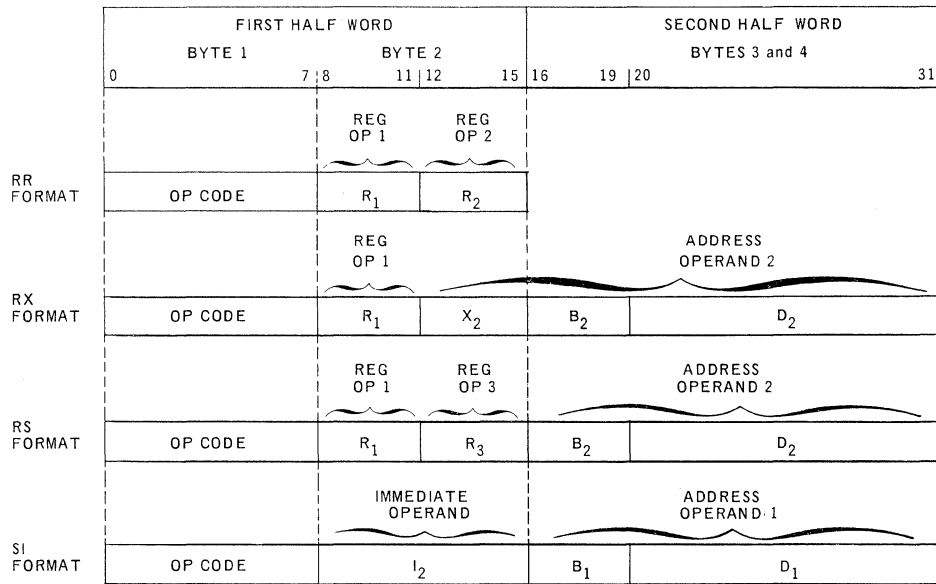 FIRST HALF WORD SECOND HALF WORD
BYTE 1 BYTE 2 BYTES 3 and 4
0 7 8 11 12 15 16 19 20 31
REG OP 1 REG OP 2
RR FORMAT OP CODE R1 R2
REG OP 1 ADDRESS OPERAND 2
RX FORMAT OP CODE R1 X2 B2 D2
REG OP 1 REG OP 3 ADDRESS OPERAND 2
RS FORMAT OP CODE R1 R3 B2 D2
IMMEDIATE OPERAND ADDRESS OPERAND 1
SI FORMAT OP CODE I2 B1 D1